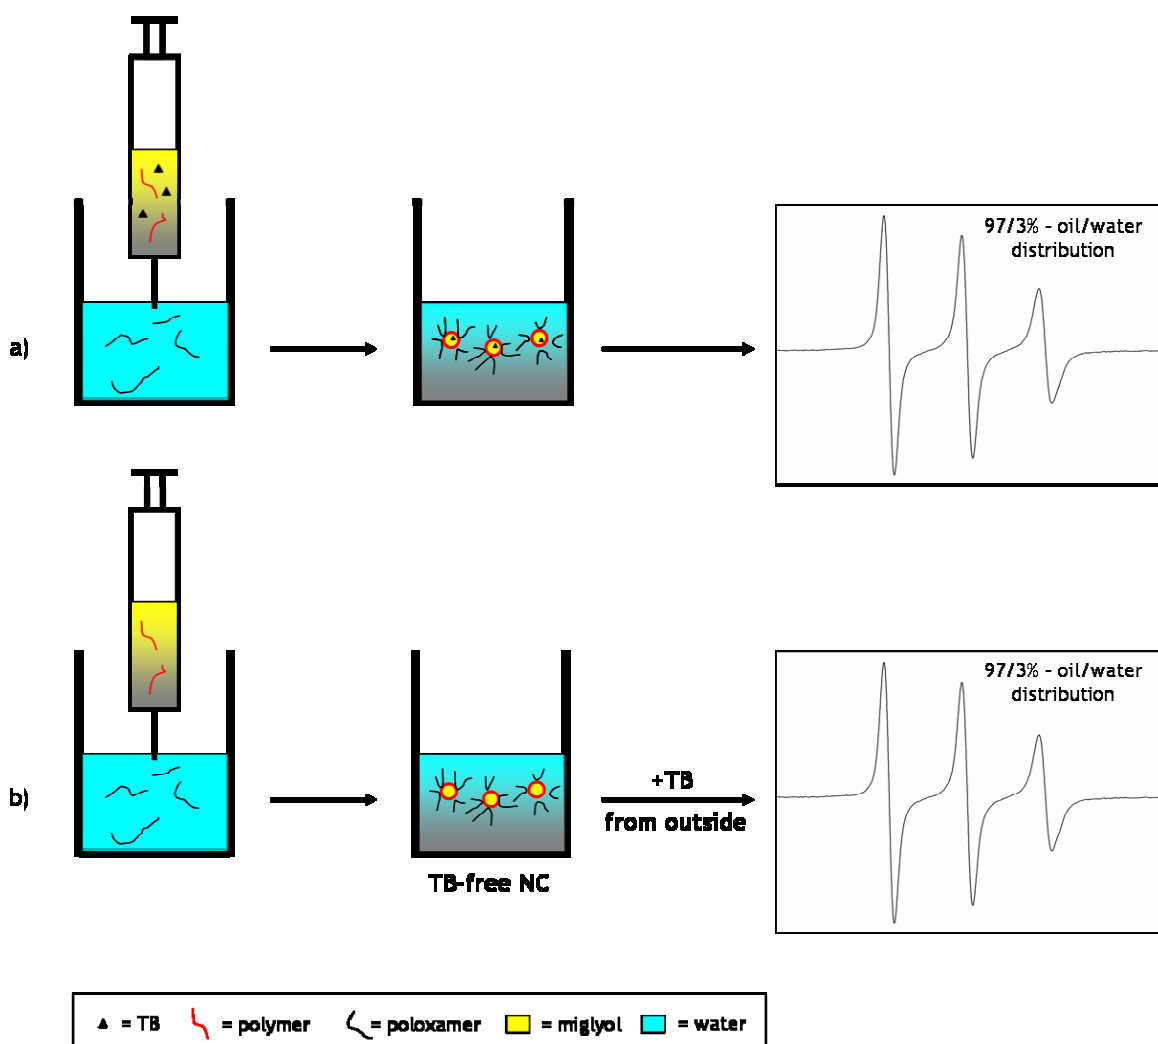 97/3% - oil/water
distribution
a)
97/3% - oil/water
distribution
+TB
b)
from outside
TB-free NC
= TB
= polymer
= poloxamer
= miglyol
= water